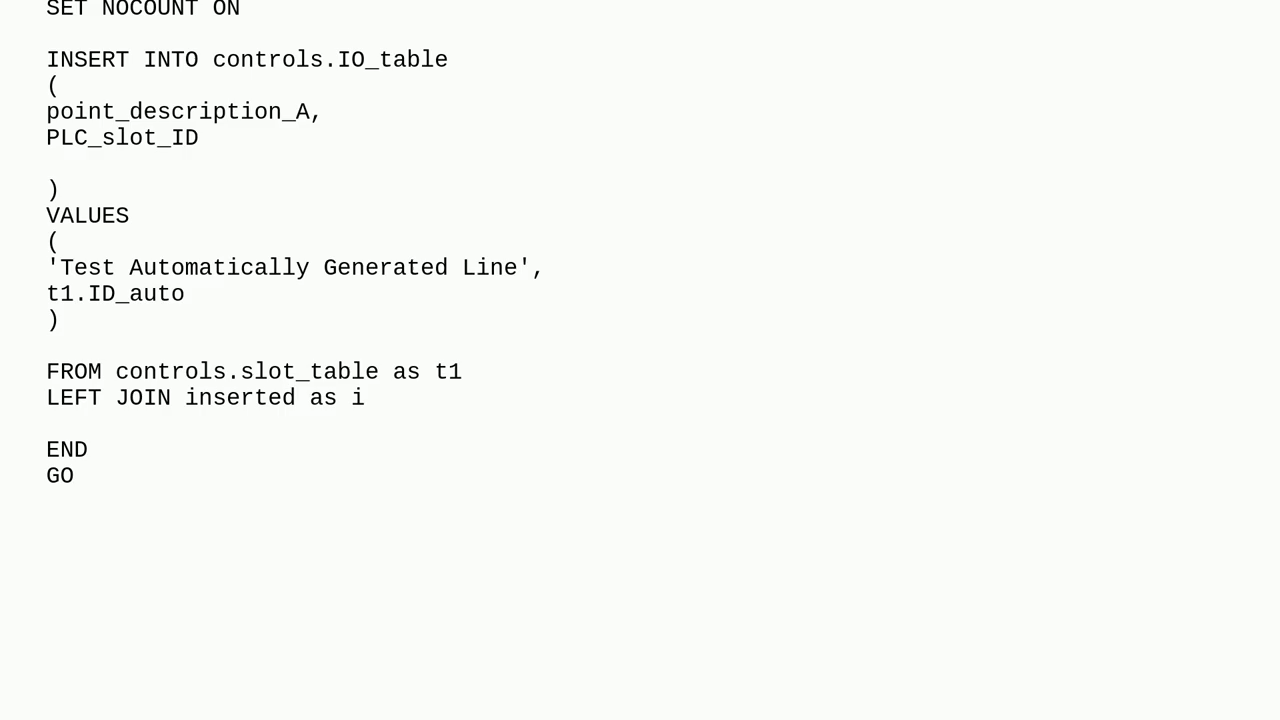 SET NOCOUNT ON
INSERT INTO controls.IO_table
(
point_description_A,
PLC_slot_ID
)
VALUES
(
'Test Automatically Generated Line',
t1.ID_auto
)
FROM controls.slot_table as t1
LEFT JOIN inserted as i
END
GO